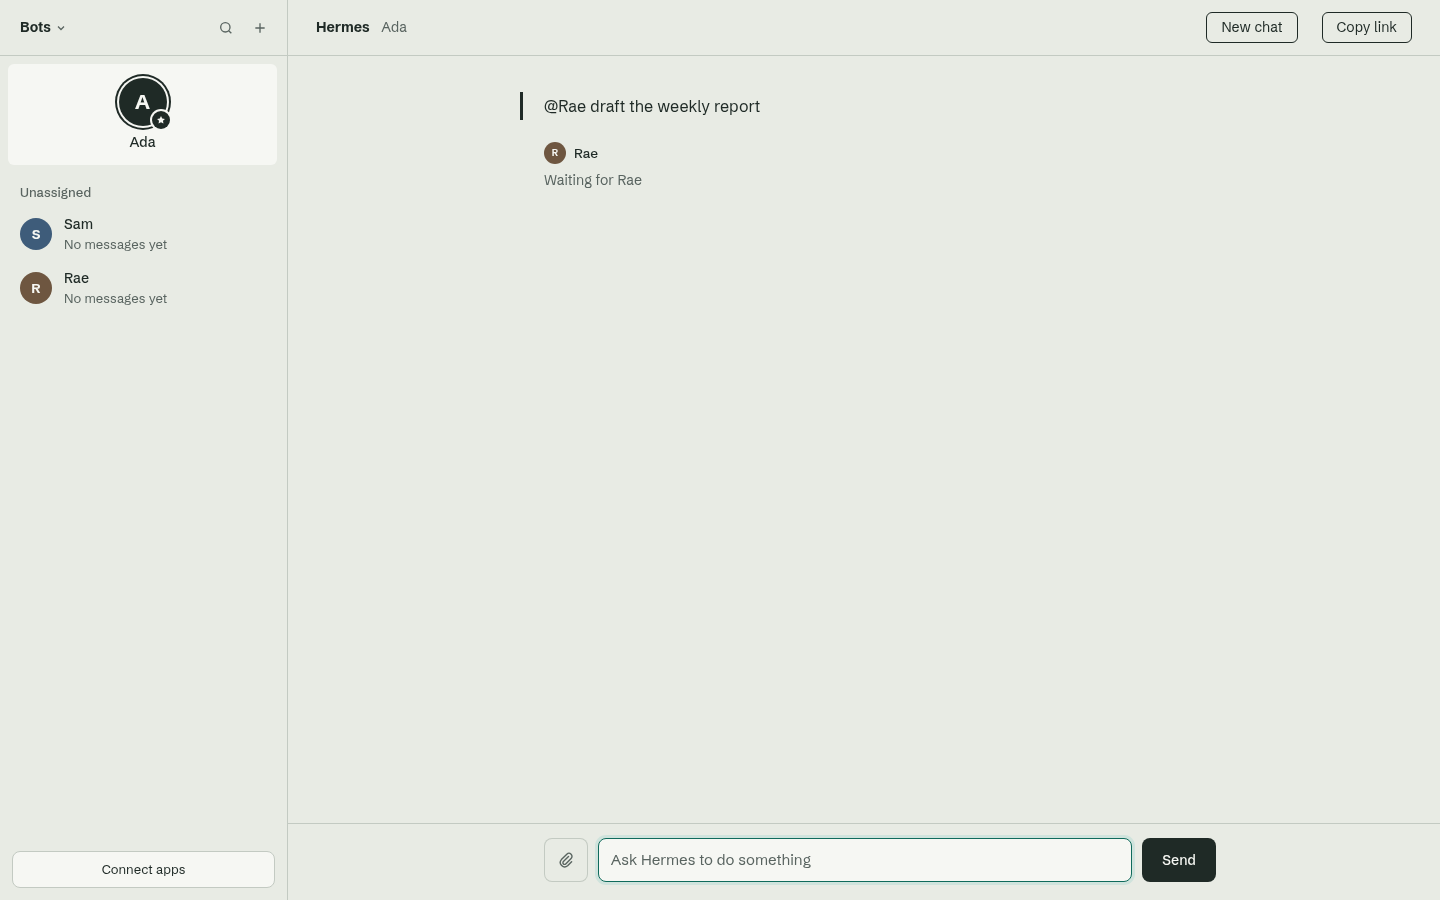 Bots
A
Ada
Unassigned
S
Sam
No messages yet
R
Rae
No messages yet
Connect apps
Hermes Ada
New chat
Copy link
@Rae draft the weekly report
R Rae
Waiting for Rae
Ask Hermes to do something
Send